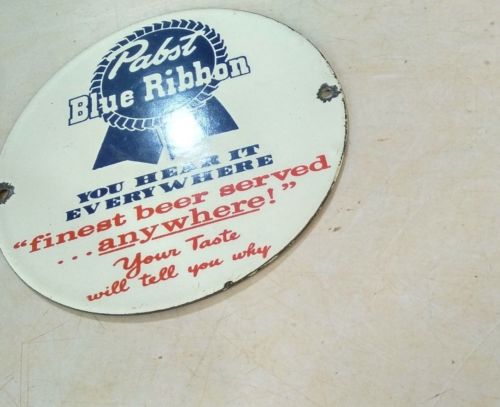 Pabst
Blue Ribbon
YOU HEAR IT
EVERYWHERE
"finest beer served
...anywhere!"
Your Taste
will tell you why